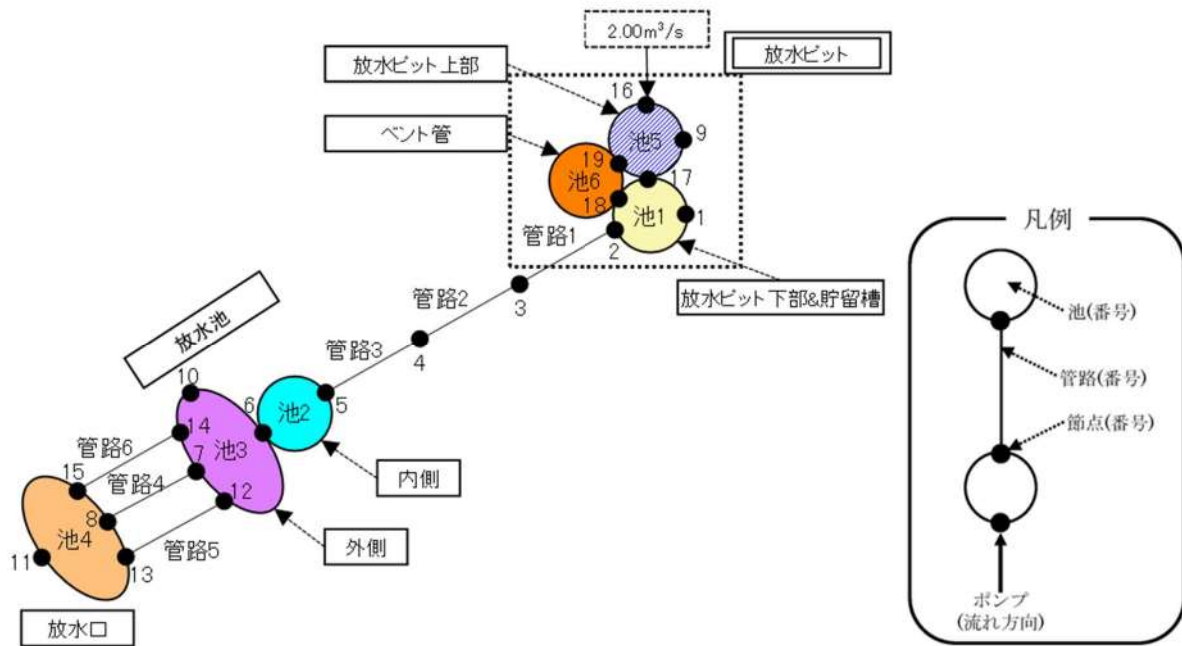 2.00m³/s
放水ピット
放水ピット上部
16
池5
9
ベント管
19
17
池6
18
池1
1
管路1
2
放水ピット下部&貯留槽
3
管路2
4
管路3
放水池
10
5
6
池2
14
池3
管路6
7
15
管路4
12
内側
8
池4
管路5
外側
11
13
放水口
凡例
池(番号)
管路(番号)
節点(番号)
ポンプ
(流れ方向)